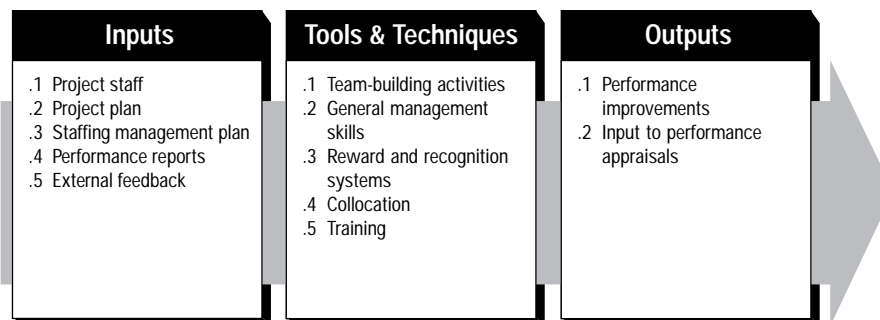 Inputs
.1 Project staff
.2 Project plan
.3 Staffing management plan
.4 Performance reports
.5 External feedback
Tools & Techniques
.1 Team-building activities
.2 General management
skills
.3 Reward and recognition
systems
.4 Collocation
.5 Training
Outputs
.1 Performance
improvements
.2 Input to performance
appraisals